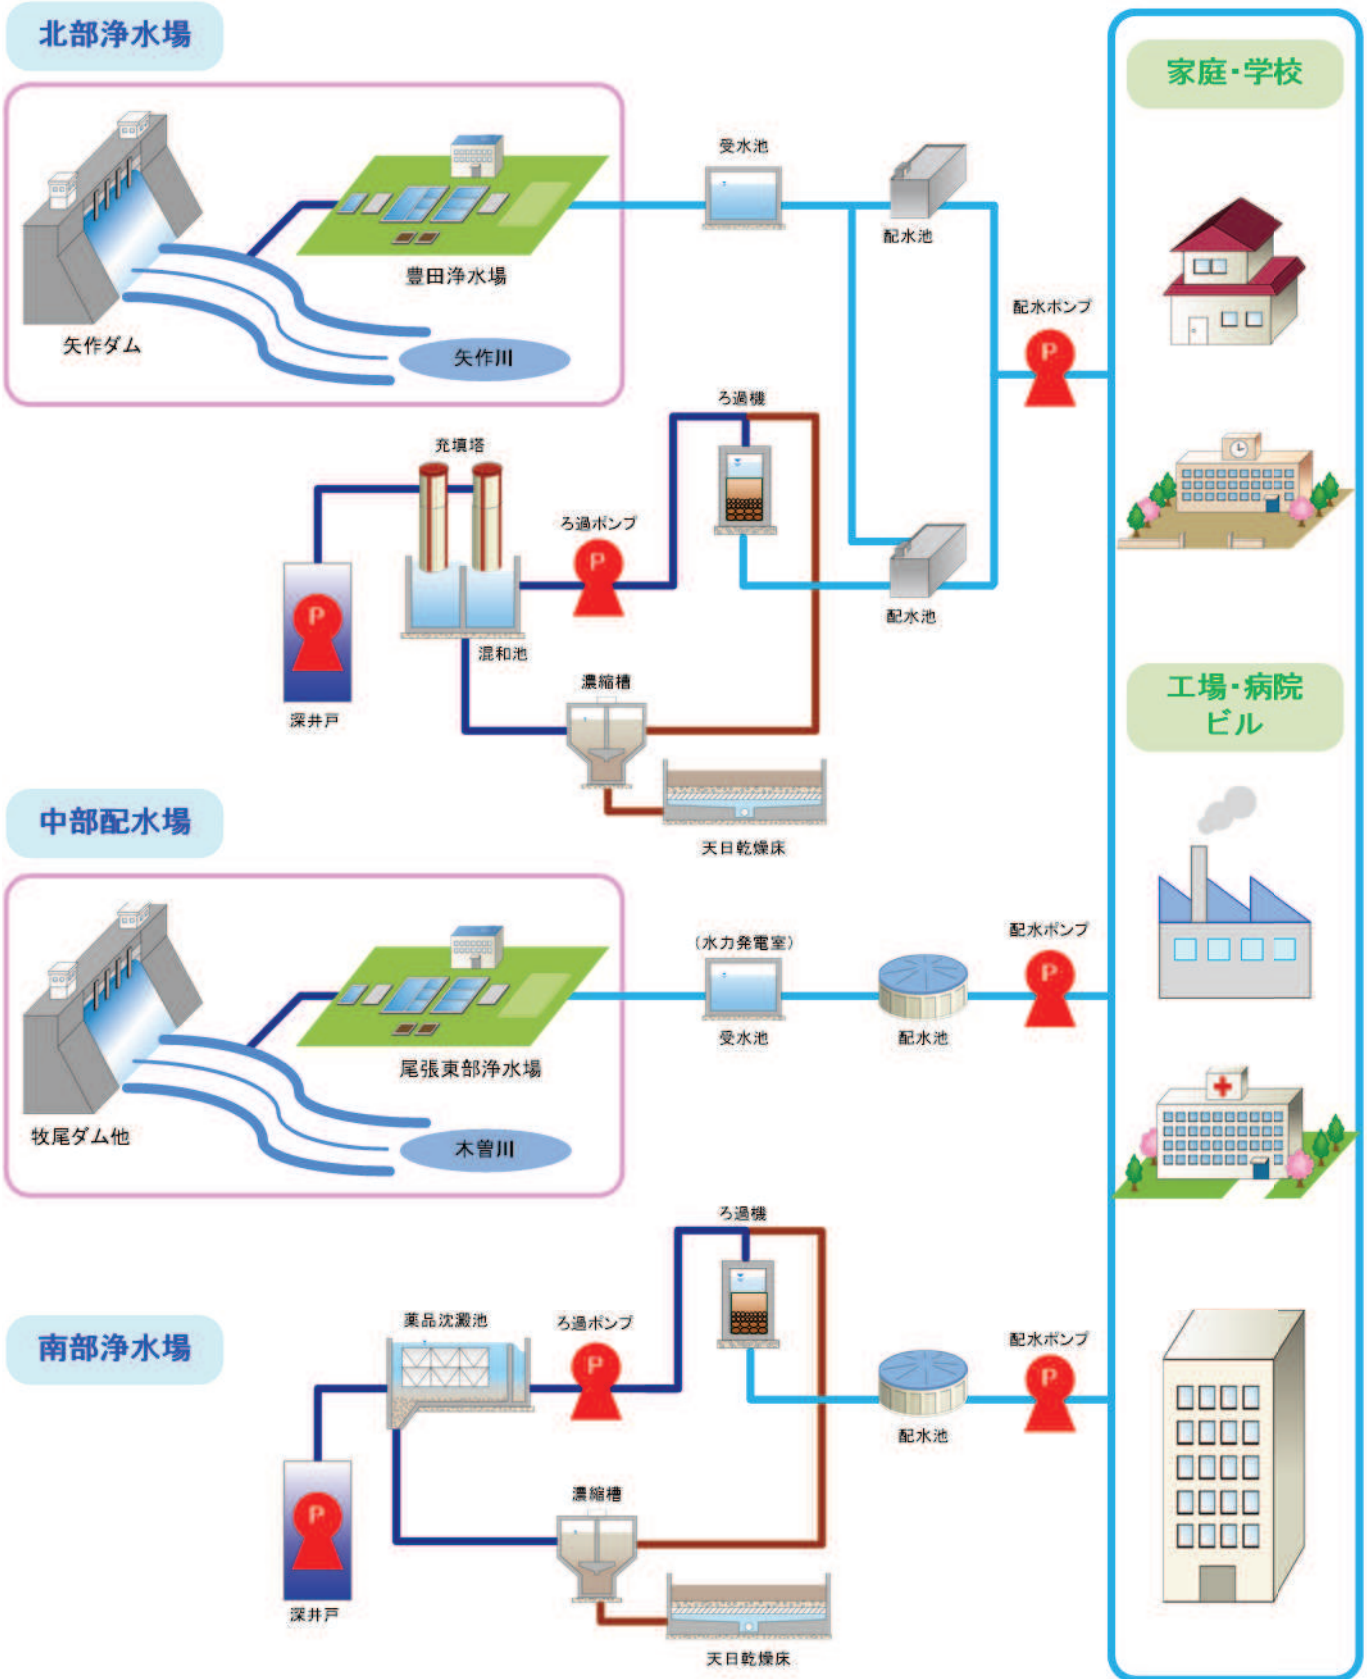 北部浄水場
家庭・学校
受水池
配水池
豊田浄水場
矢作ダム
矢作川
配水ポンプ
P
ろ過機
充填塔
ろ過ポンプ
P
P
配水池
混和池
深井戸
濃縮槽
天日乾燥床
工場・病院
ビル
中部配水場
(水力発電室)
配水ポンプ
P
受水池
配水池
尾張東部浄水場
牧尾ダム他
木曽川
ろ過機
南部浄水場
薬品沈澱池
ろ過ポンプ
P
配水ポンプ
P
配水池
濃縮槽
P
深井戸
天日乾燥床